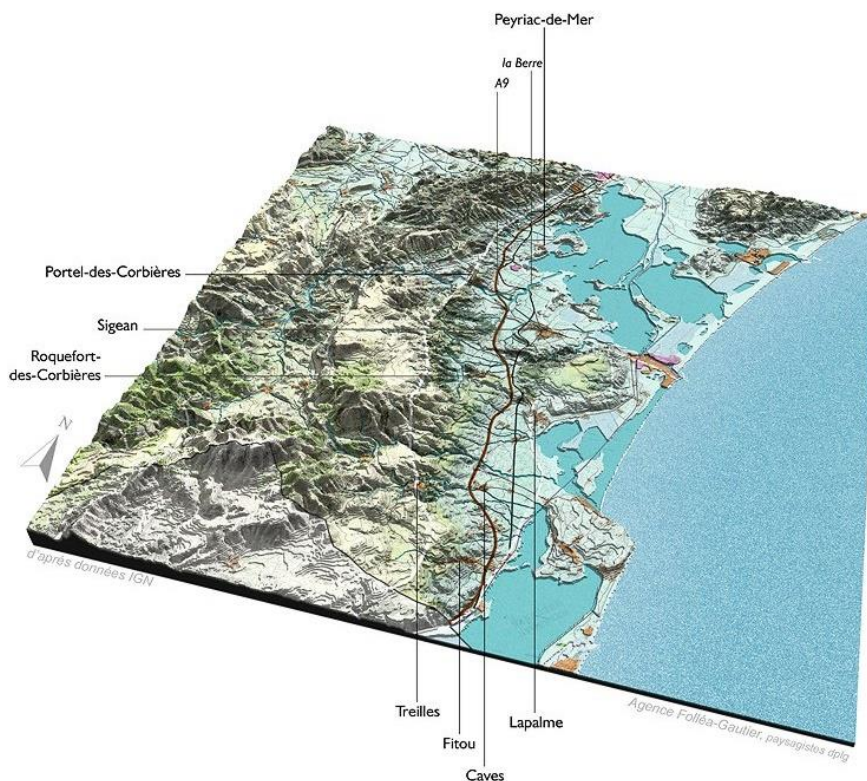 Peyriac-de-Mer
la Berre
A9
Portel-des-Corbières
Sigean
Roquefort-
des-Corbières
N
d'après données IGN
Treilles
Fitou
Caves
Lapalme
Agence Folléa-Gautier, paysagistes dplg